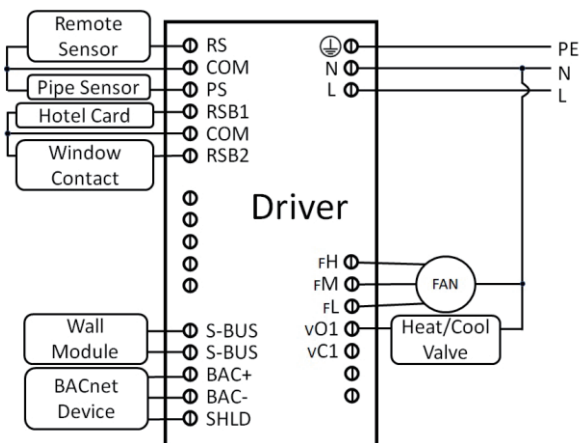 Remote
Sensor
Pipe Sensor
Hotel Card
Window
Contact
Wall
Module
BACnet
Device
RS
COM
PS
RSB1
COM
RSB2
S-BUS
S-BUS
BAC+
BAC-
SHLD
Driver
N
L
FH
FM
FL
vO1
vC1
PE
N
L
FAN
Heat/Cool
Valve